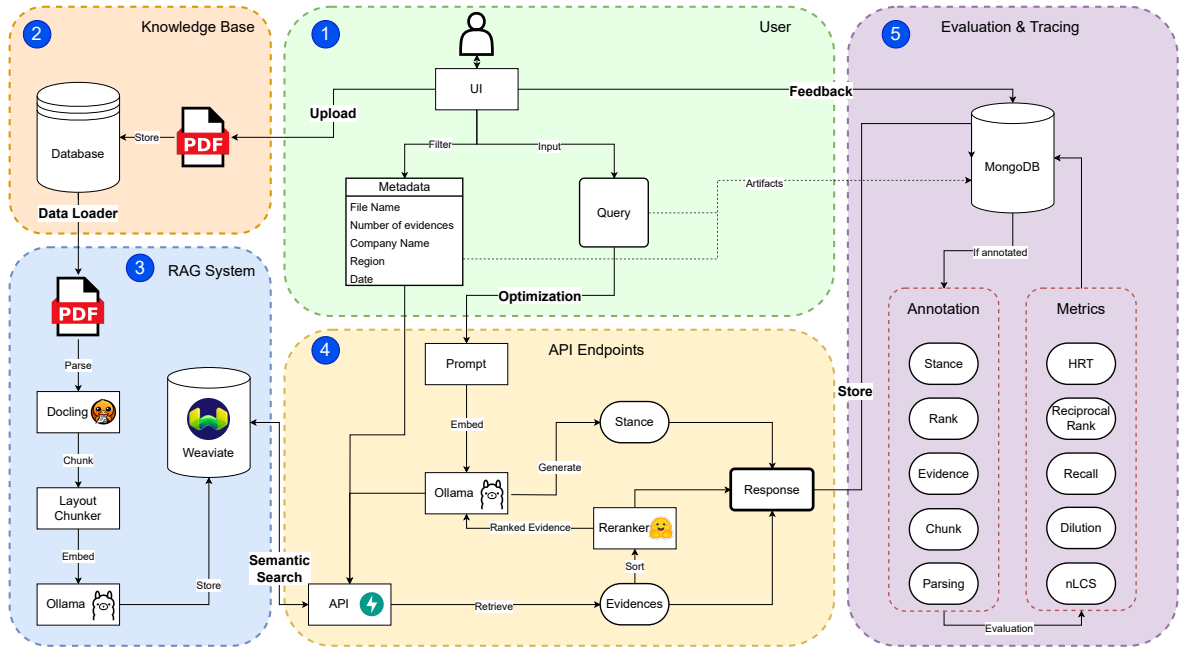 2
Knowledge Base
Database
Store
PDF
Data Loader
1
User
UI
Upload
Feedback
Filter
Input
Metadata
File Name
Number of evidences
Company Name
Region
Date
Query
Artifacts
Optimization
3
RAG System
PDF
Parse
Docling
Chunk
Layout
Chunker
Embed
Ollama
Store
Weaviate
Semantic
Search
4
API Endpoints
Prompt
Embed
Ollama
Generate
Stance
Ranked Evidence
Reranker
Sort
Response
API
Retrieve
Evidences
Store
5
Evaluation & Tracing
MongoDB
If annotated
Annotation
Stance
Rank
Evidence
Chunk
Parsing
Metrics
HRT
Reciprocal
Rank
Recall
Dilution
nLCS
Evaluation